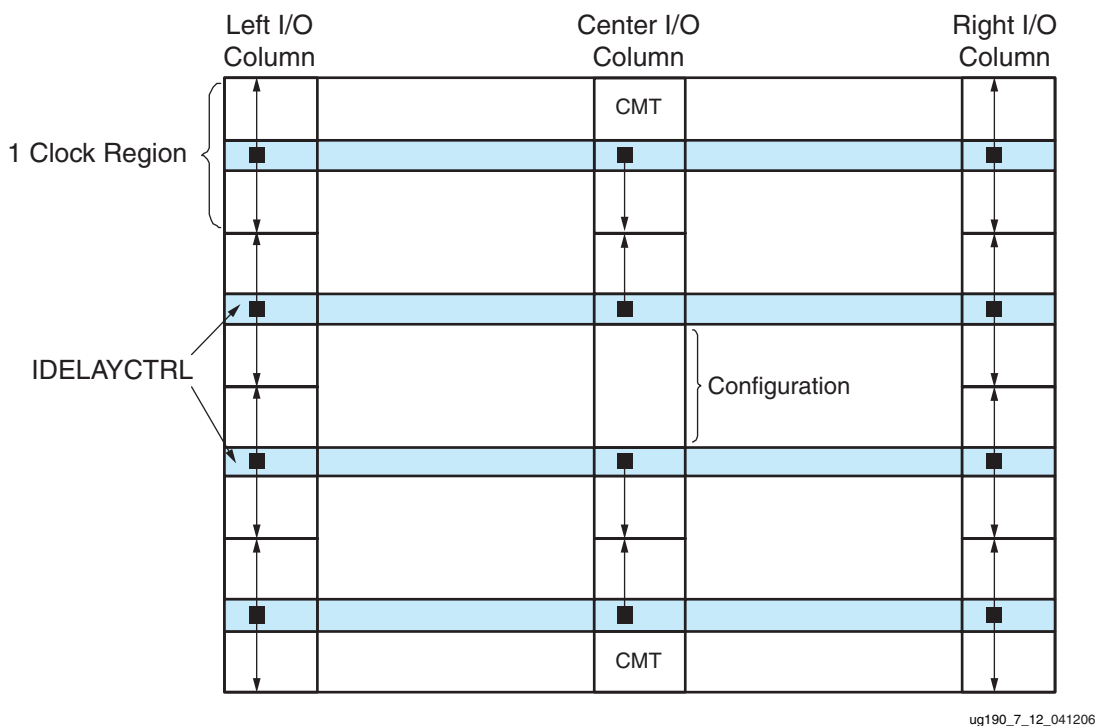 Left I/O
Column
Center I/O
Column
Right I/O
Column
CMT
1 Clock Region
IDELAYCTRL
Configuration
CMT
ug190_7_12_041206